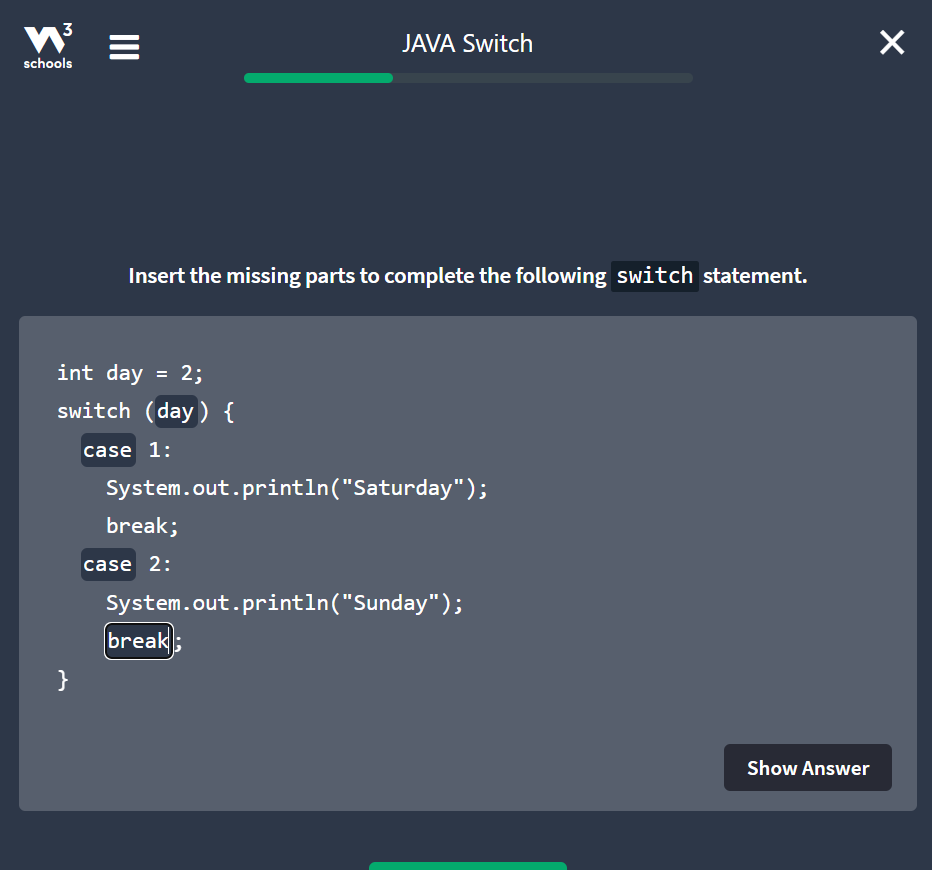 W3
schools
JAVA Switch
Insert the missing parts to complete the following switch statement.
int day = 2;
switch (day) {
  case 1:
    System.out.println("Saturday");
    break;
  case 2:
    System.out.println("Sunday");
    break;
}
Show Answer